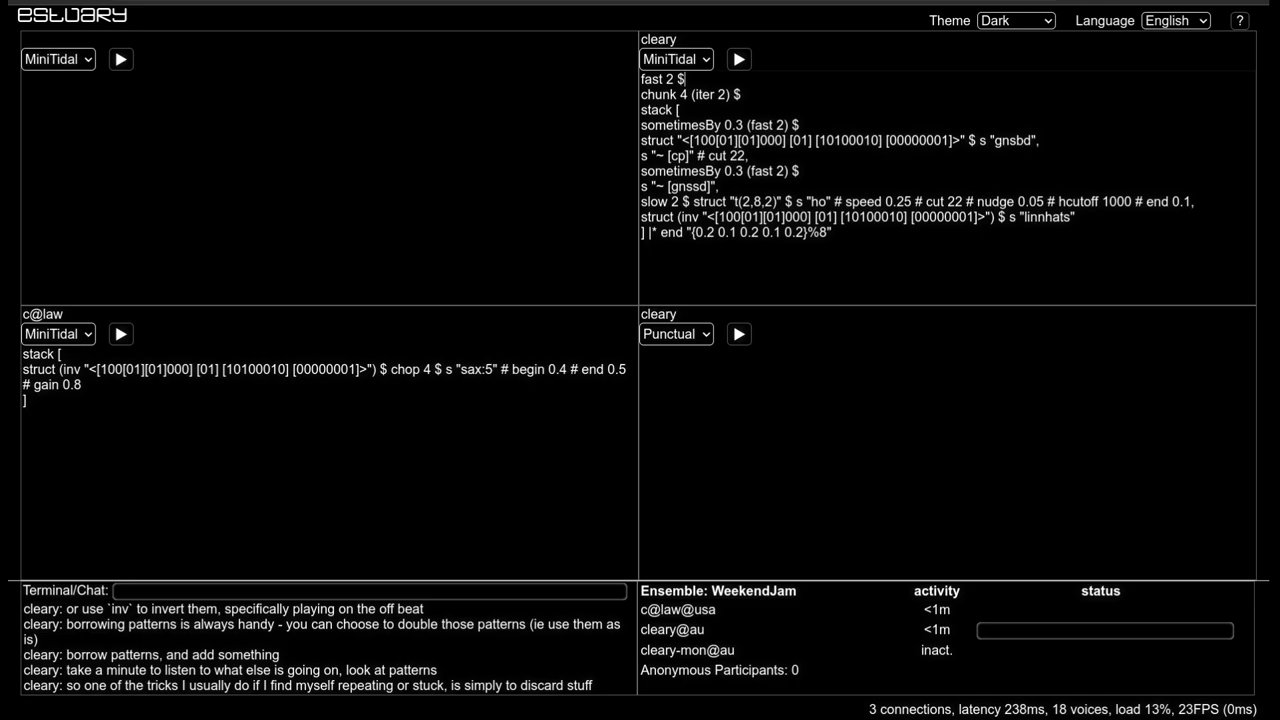 estuary
Theme Dark Language English ?
MiniTidal
cleary
MiniTidal
fast 2 $
chunk 4 (iter 2) $
stack [
sometimesBy 0.3 (fast 2) $
struct "<[100[01][01]000] [01] [10100010] [00000001]>" $ s "gnsbd",
s "~ [cp]" # cut 22,
sometimesBy 0.3 (fast 2) $
s "~ [gnssd]",
slow 2 $ struct "t(2,8,2)" $ s "ho" # speed 0.25 # cut 22 # nudge 0.05 # hcutoff 1000 # end 0.1,
struct (inv "<[100[01][01]000] [01] [10100010] [00000001]>") $ s "linnhats"
] |* end "{0.2 0.1 0.2 0.1 0.2}%8"
c@law
MiniTidal
stack [
struct (inv "<[100[01][01]000] [01] [10100010] [00000001]>") $ chop 4 $ s "sax:5" # begin 0.4 # end 0.5
# gain 0.8
]
cleary
Punctual
Terminal/Chat:
cleary: or use `inv` to invert them, specifically playing on the off beat
cleary: borrowing patterns is always handy - you can choose to double those patterns (ie use them as
is)
cleary: borrow patterns, and add something
cleary: take a minute to listen to what else is going on, look at patterns
cleary: so one of the tricks I usually do if I find myself repeating or stuck, is simply to discard stuff
Ensemble: WeekendJam activity status
c@law@usa <1m
cleary@au <1m
cleary-mon@au inact.
Anonymous Participants: 0
3 connections, latency 238ms, 18 voices, load 13%, 23FPS (0ms)